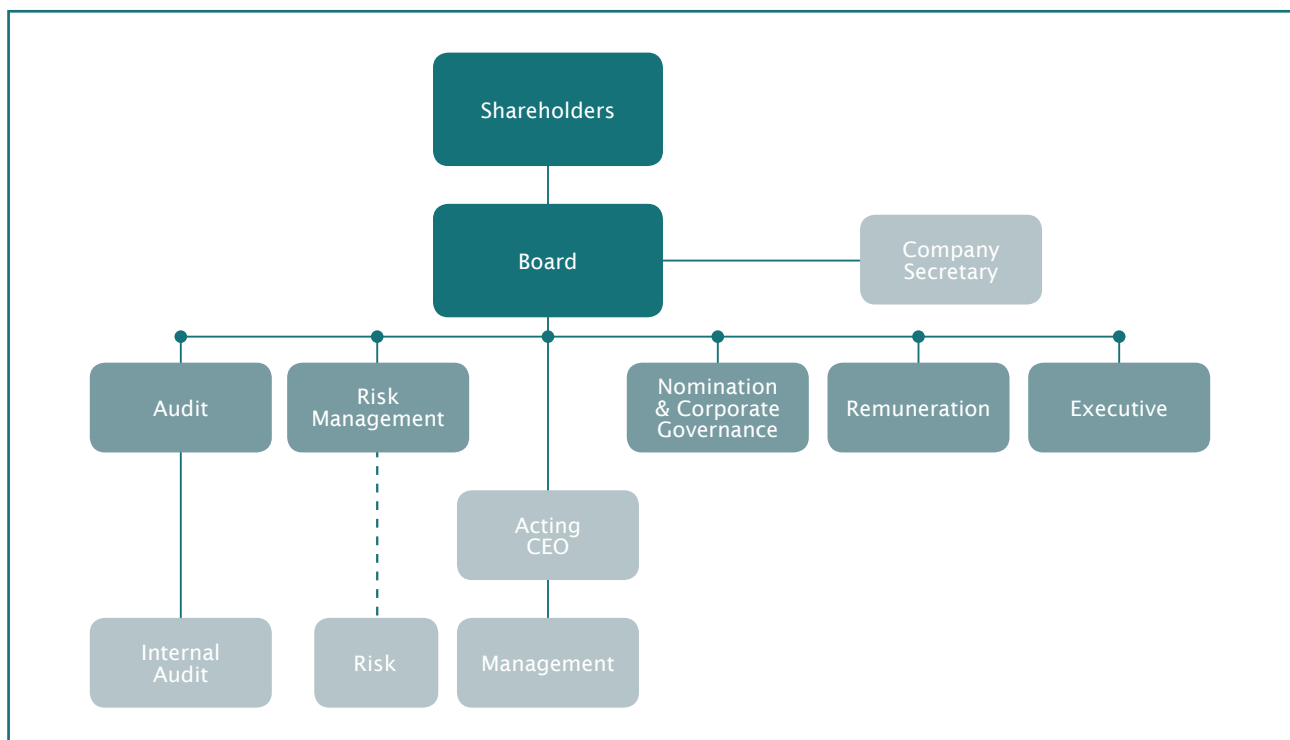 Shareholders
Board
Company
Secretary
Audit
Risk
Management
Nomination
& Corporate
Governance
Remuneration
Executive
Acting
CEO
Internal
Audit
Risk
Management